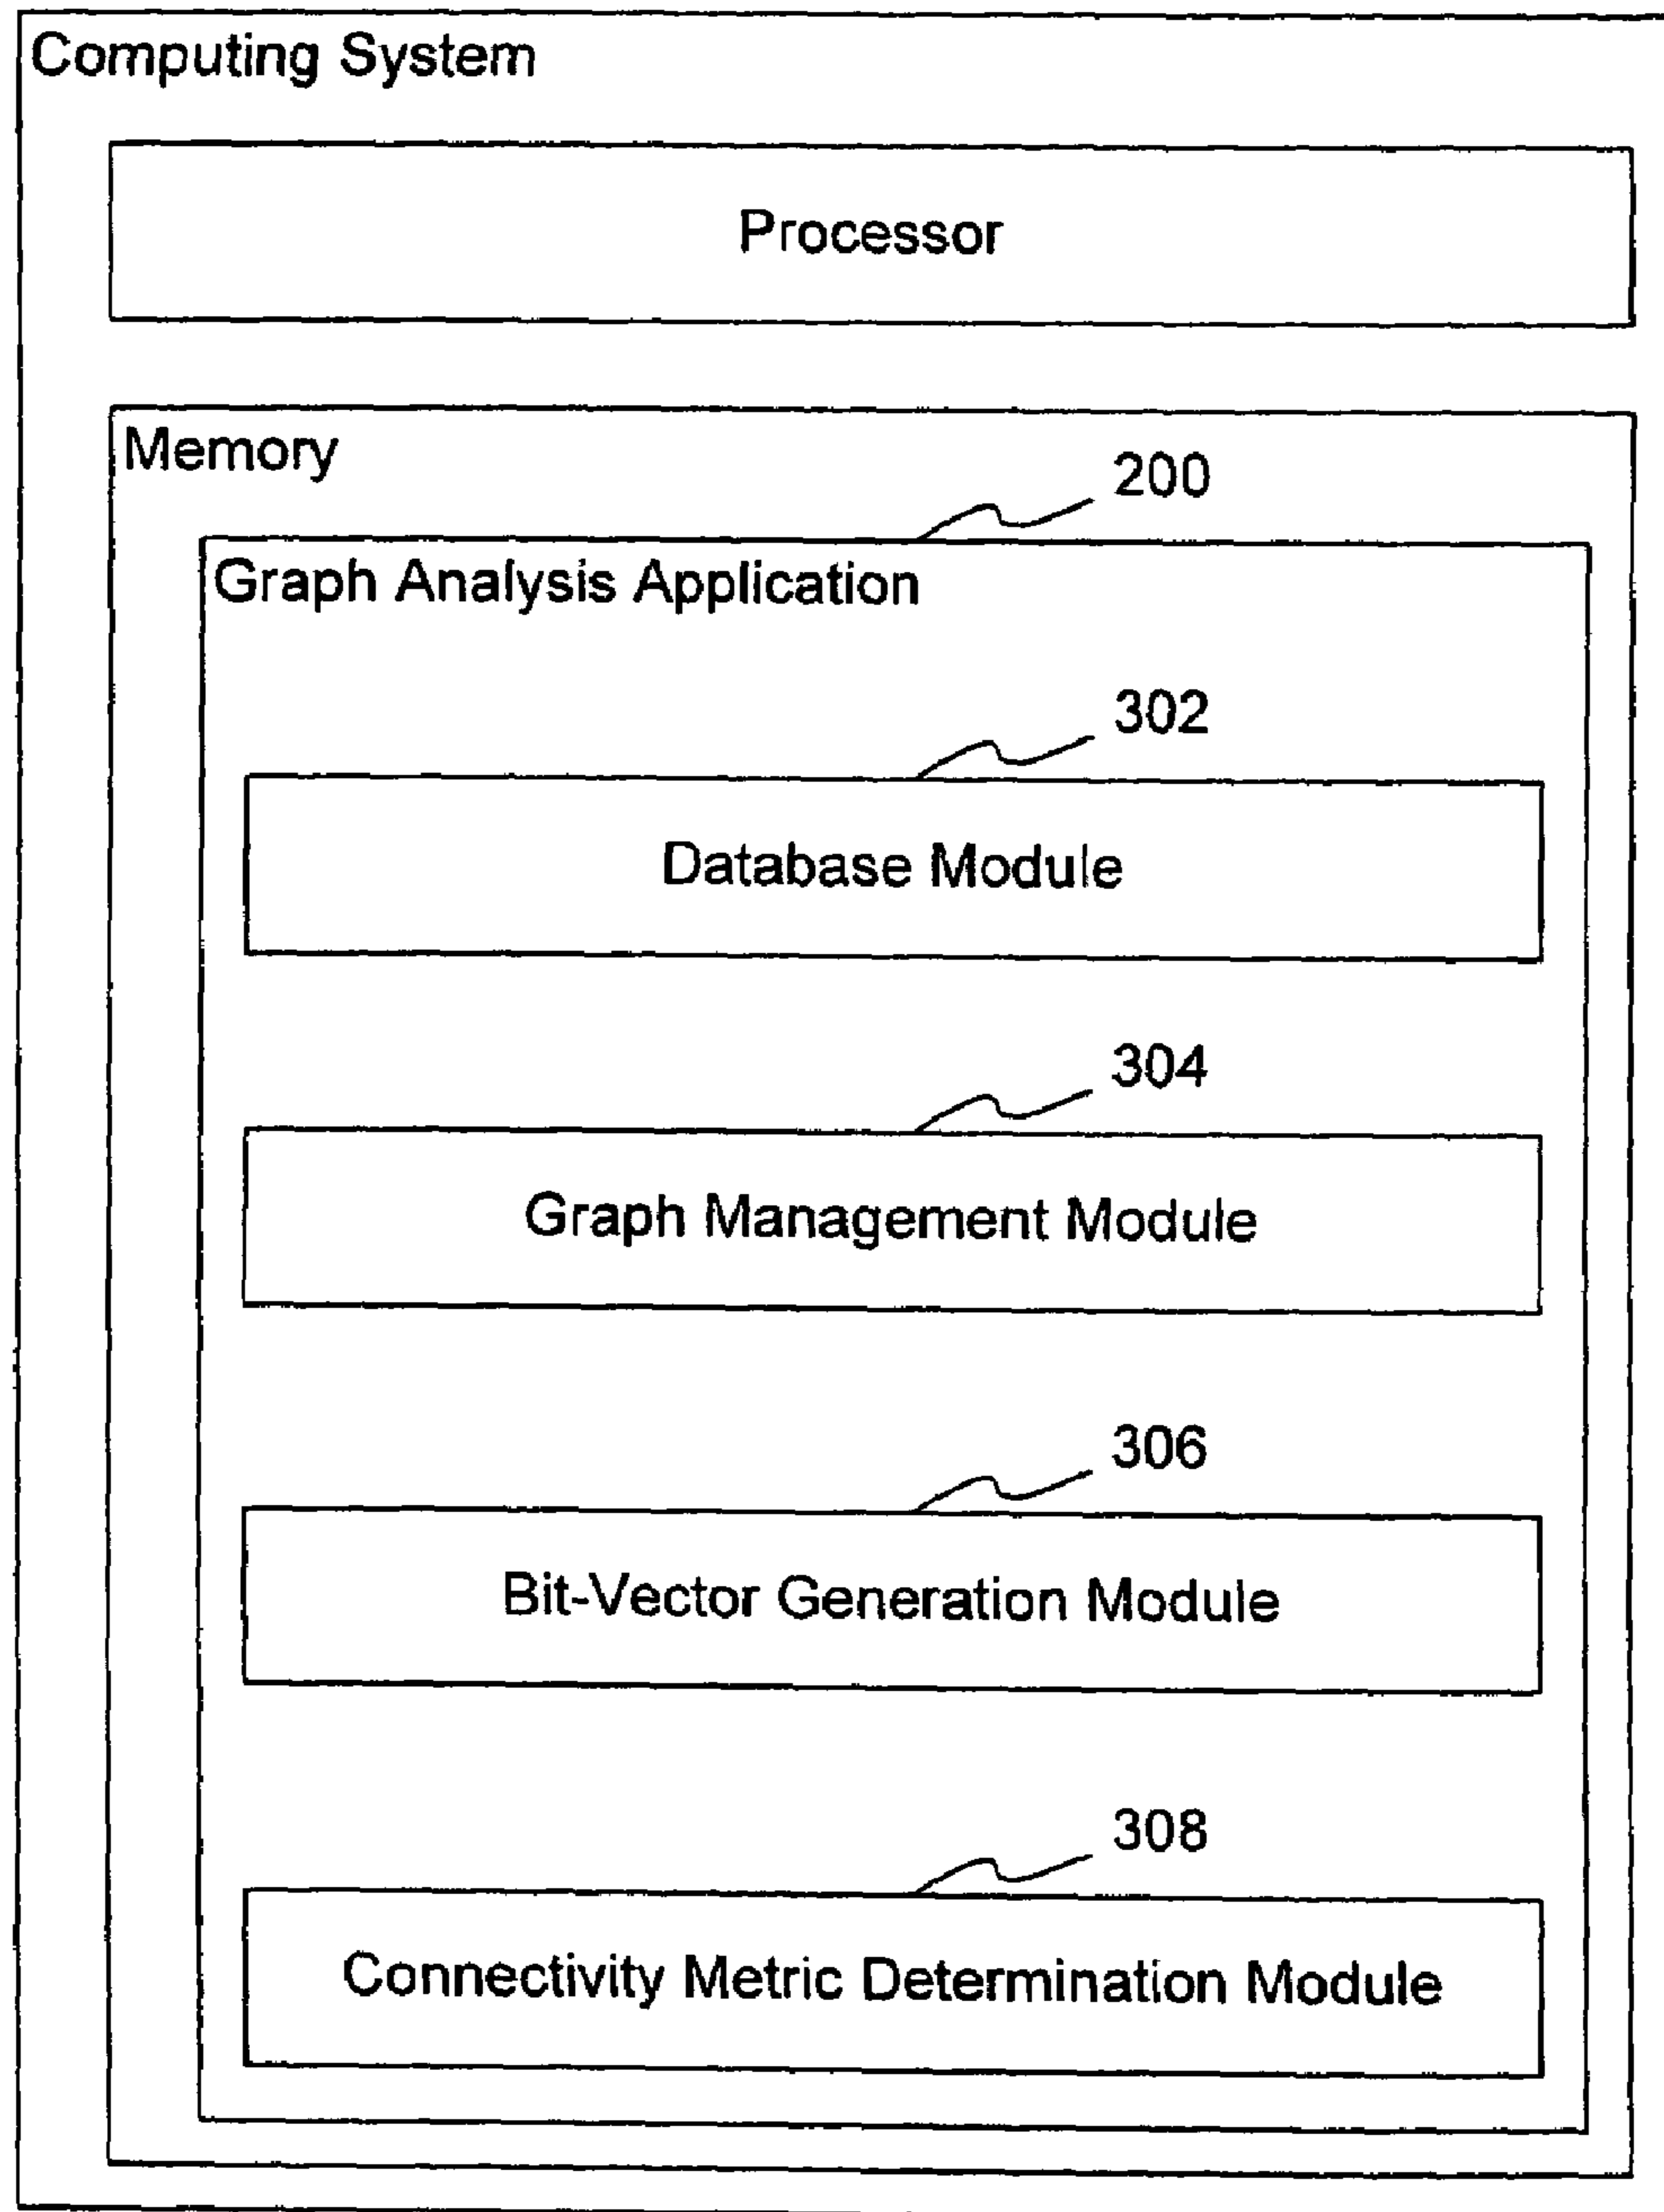 Computing System
Processor
Memory
200
Graph Analysis Application
302
Database Module
304
Graph Management Module
306
Bit-Vector Generation Module
308
Connectivity Metric Determination Module